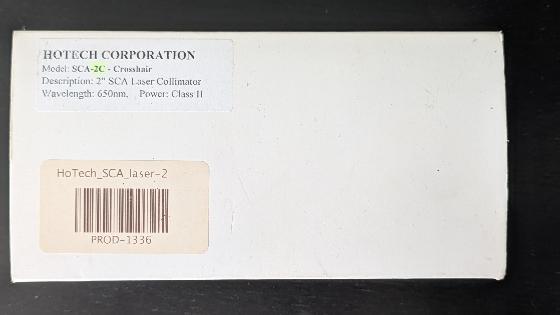 HOTECH CORPORATION
Model: SCA-2C - Crosshair
Description: 2" SCA Laser Collimator
Wavelength: 650nm, Power: Class II
HoTech_SCA_laser-2
PROD-1336